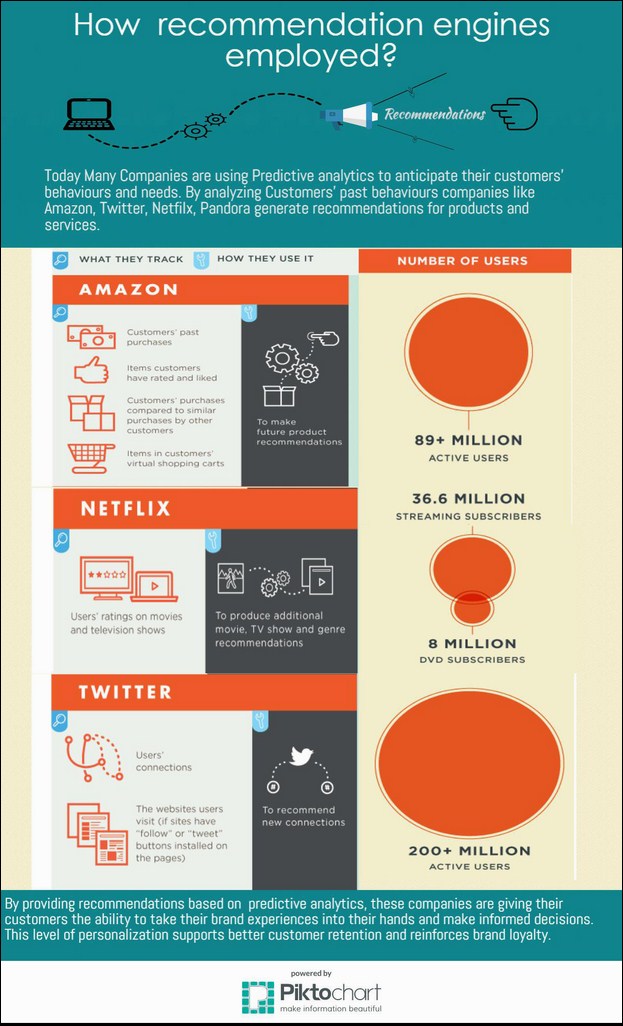 How recommendation engines
employed?
Recommendations
Today Many Companies are using Predictive analytics to anticipate their customers'
behaviours and needs. By analyzing Customers' past behaviours companies like
Amazon, Twitter, Netfilx, Pandora generate recommendations for products and
services.
WHAT THEY TRACK HOW THEY USE IT
NUMBER OF USERS
AMAZON
Customers' past
purchases
Items customers
have rated and liked
Customers' purchases
compared to similar
purchases by other
customers
Items in customers'
virtual shopping carts
To make
future product
recommendations
89+ MILLION
ACTIVE USERS
NETFLIX
Users' ratings on movies
and television shows
To produce additional
movie, TV show and genre
recommendations
36.6 MILLION
STREAMING SUBSCRIBERS
8 MILLION
DVD SUBSCRIBERS
TWITTER
Users'
connections
The websites users
visit (if sites have
"follow" or "tweet"
buttons installed on
the pages)
#
To recommend
new connections
200+ MILLION
ACTIVE USERS
By providing recommendations based on predictive analytics, these companies are giving their
customers the ability to take their brand experiences into their hands and make informed decisions.
This level of personalization supports better customer retention and reinforces brand loyalty.
powered by
Piktochart
make information beautiful